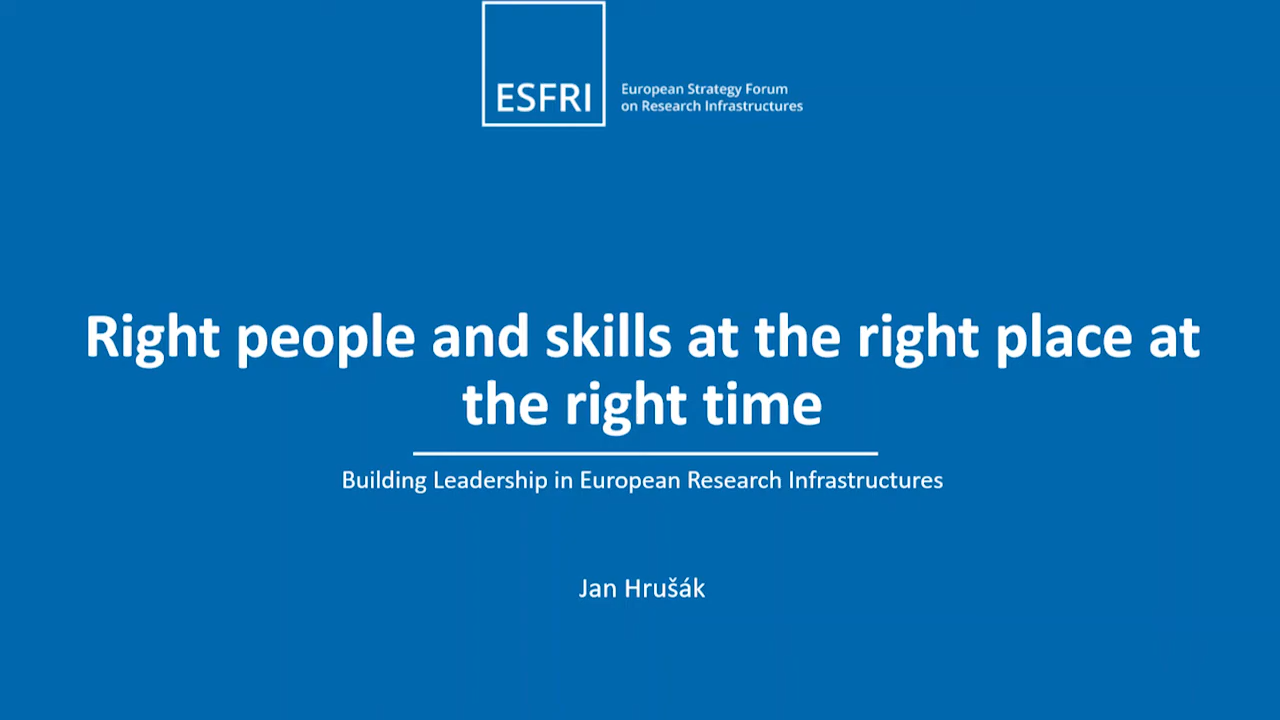 ESFRI
European Strategy Forum
on Research Infrastructures
Right people and skills at the right place at
the right time
Building Leadership in European Research Infrastructures
Jan Hrušák